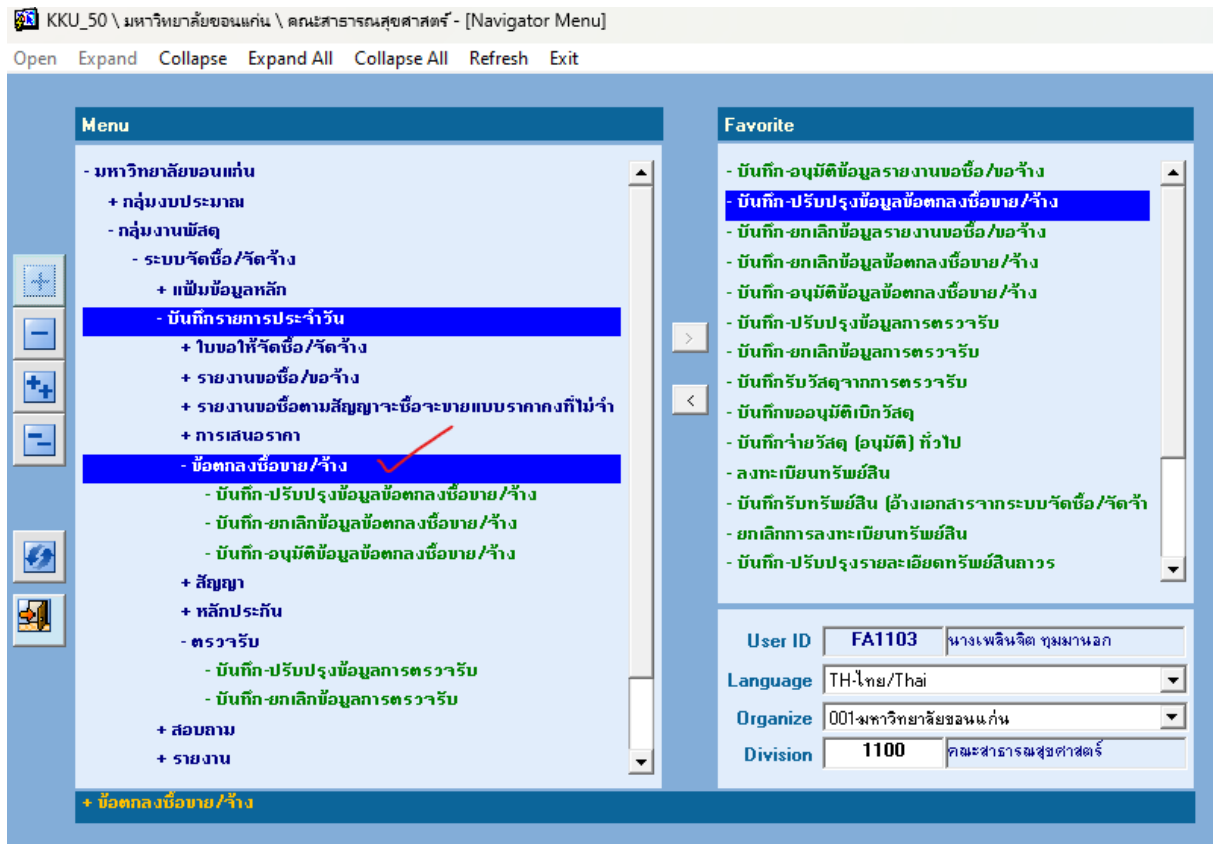 KKU_50 \ มหาวิทยาลัยขอนแก่น \ คณะสาธารณสุขศาสตร์ - [Navigator Menu]
Open Expand Collapse Expand All Collapse All Refresh Exit
Menu
- มหาวิทยาลัยขอนแก่น
+ กลุ่มงบประมาณ
- กลุ่มงานพัสดุ
- ระบบจัดซื้อ/จัดจ้าง
+ แฟ้มข้อมูลหลัก
- บันทึกรายการประจำวัน
+ ใบขอให้จัดซื้อ/จัดจ้าง
+ รายงานขอซื้อ/ขอจ้าง
+ รายงานขอซื้อตามสัญญาจะซื้อจะขายแบบราคาคงที่ไม่จำ
+ การเสนอราคา
- ข้อตกลงซื้อขาย/จ้าง
- บันทึก-ปรับปรุงข้อมูลข้อตกลงซื้อขาย/จ้าง
- บันทึก-ยกเลิกข้อมูลข้อตกลงซื้อขาย/จ้าง
- บันทึก-อนุมัติข้อมูลข้อตกลงซื้อขาย/จ้าง
+ สัญญา
+ หลักประกัน
- ตรวจรับ
- บันทึก-ปรับปรุงข้อมูลการตรวจรับ
- บันทึก-ยกเลิกข้อมูลการตรวจรับ
+ สอบถาม
+ รายงาน
+ ข้อตกลงซื้อขาย/จ้าง
Favorite
- บันทึก-อนุมัติข้อมูลรายงานขอซื้อ/ขอจ้าง
- บันทึก-ปรับปรุงข้อมูลข้อตกลงซื้อขาย/จ้าง
- บันทึก-ยกเลิกข้อมูลรายงานขอซื้อ/ขอจ้าง
- บันทึก-ยกเลิกข้อมูลข้อตกลงซื้อขาย/จ้าง
- บันทึก-อนุมัติข้อมูลข้อตกลงซื้อขาย/จ้าง
- บันทึก-ปรับปรุงข้อมูลการตรวจรับ
- บันทึก-ยกเลิกข้อมูลการตรวจรับ
- บันทึกรับวัสดุจากการตรวจรับ
- บันทึกขออนุมัติเบิกวัสดุ
- บันทึกจ่ายวัสดุ (อนุมัติ) ทั่วไป
- ลงทะเบียนทรัพย์สิน
- บันทึกรับทรัพย์สิน (อ้างเอกสารจากระบบจัดซื้อ/จัดจ้า
- ยกเลิกการลงทะเบียนทรัพย์สิน
- บันทึก-ปรับปรุงรายละเอียดทรัพย์สินถาวร
User ID FA1103 นางเพลินจิต ทุมมานอก
Language TH-ไทย/Thai
Organize 001-มหาวิทยาลัยขอนแก่น
Division 1100 คณะสาธารณสุขศาสตร์